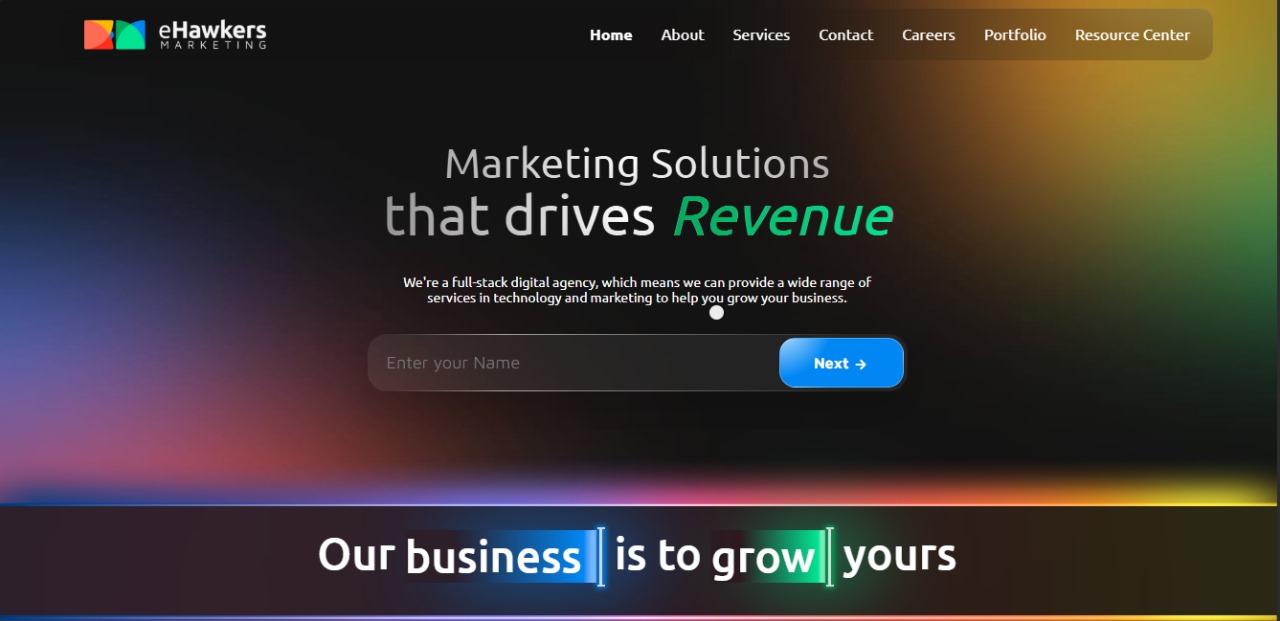 eHawkers
MARKETING
Home About Services Contact Careers Portfolio Resource Center
Marketing Solutions
that drives Revenue
We're a full-stack digital agency, which means we can provide a wide range of
services in technology and marketing to help you grow your business.
Enter your Name
Next →
Our business is to grow yours